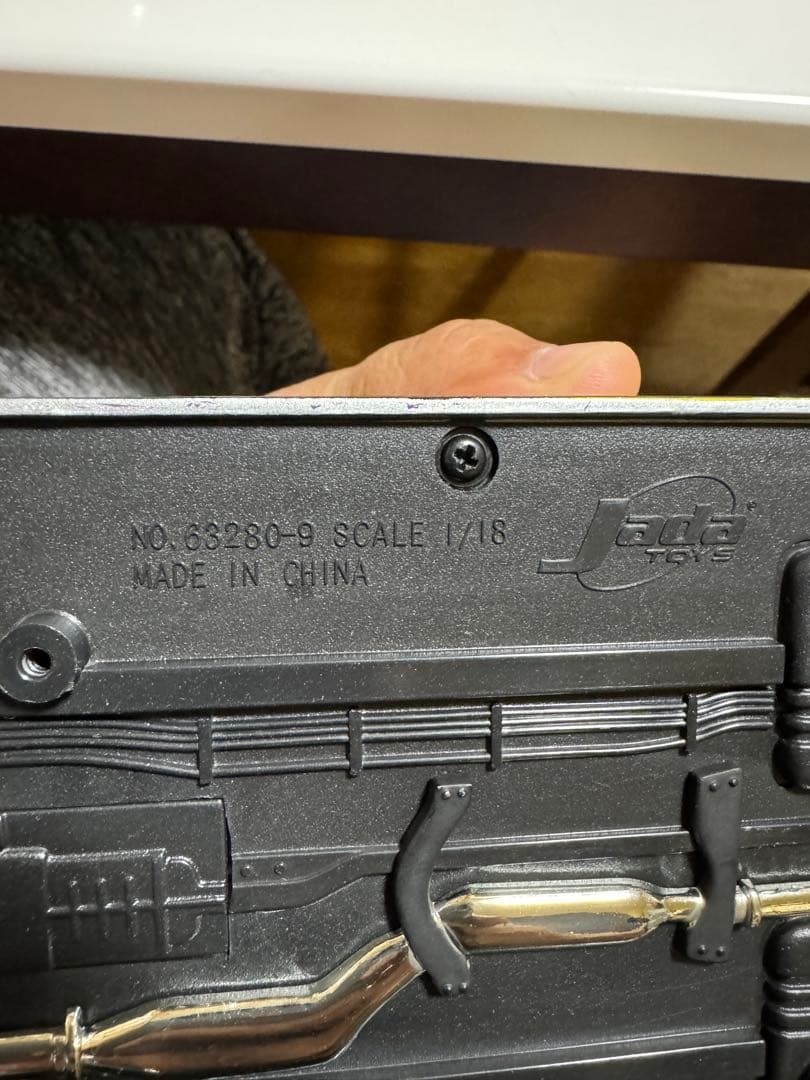 NO. 63280-9 SCALE 1/18
MADE IN CHINA
Jada
TOYS